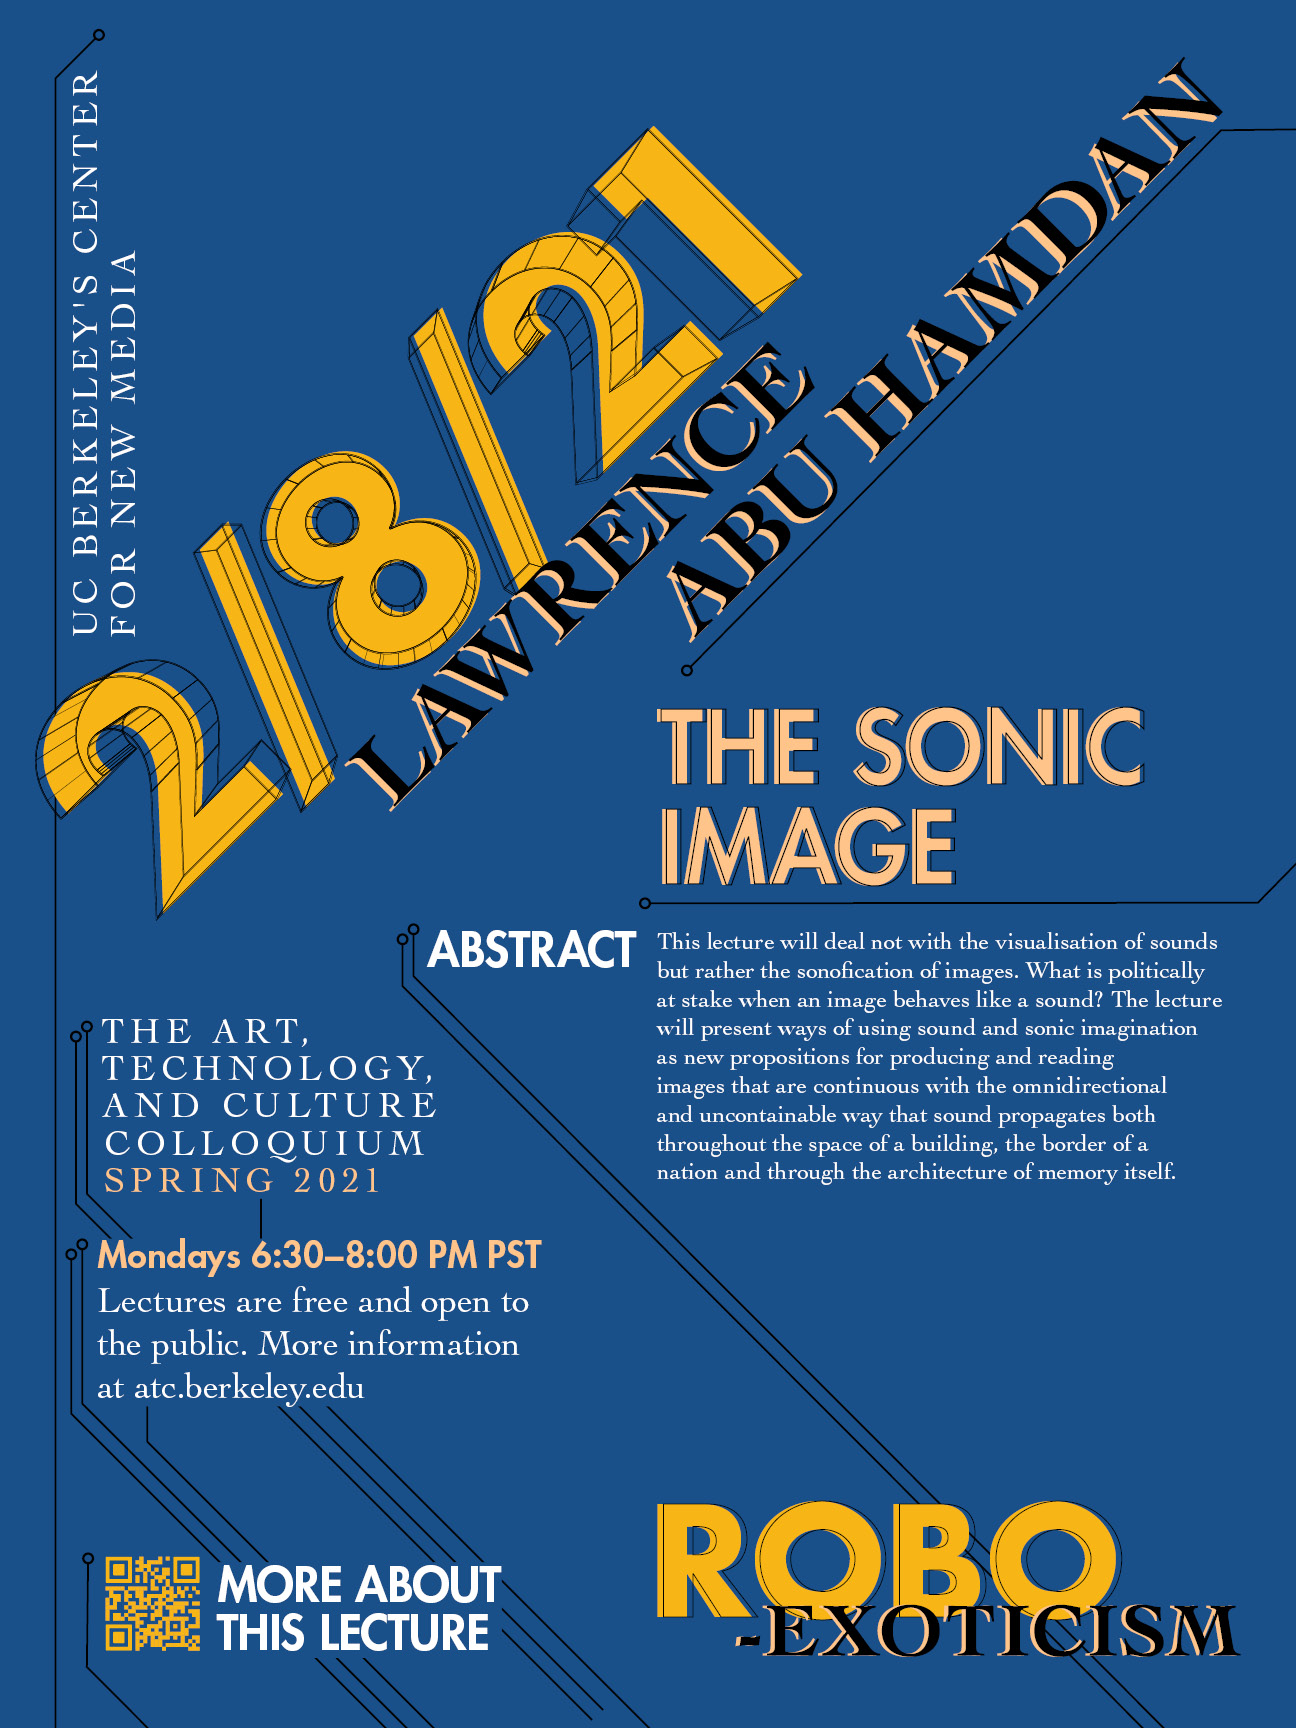 UC BERKELEY'S CENTER
FOR NEW MEDIA
2/8/21
LAWRENCE
ABU HAMDAN
THE SONIC
IMAGE
ABSTRACT
This lecture will deal not with the visualisation of sounds
but rather the sonofication of images. What is politically
at stake when an image behaves like a sound? The lecture
will present ways of using sound and sonic imagination
as new propositions for producing and reading
images that are continuous with the omnidirectional
and uncontainable way that sound propagates both
throughout the space of a building, the border of a
nation and through the architecture of memory itself.
THE ART,
TECHNOLOGY,
AND CULTURE
COLLOQUIUM
SPRING 2021
Mondays 6:30–8:00 PM PST
Lectures are free and open to
the public. More information
at atc.berkeley.edu
MORE ABOUT
THIS LECTURE
ROBO
-EXOTICISM